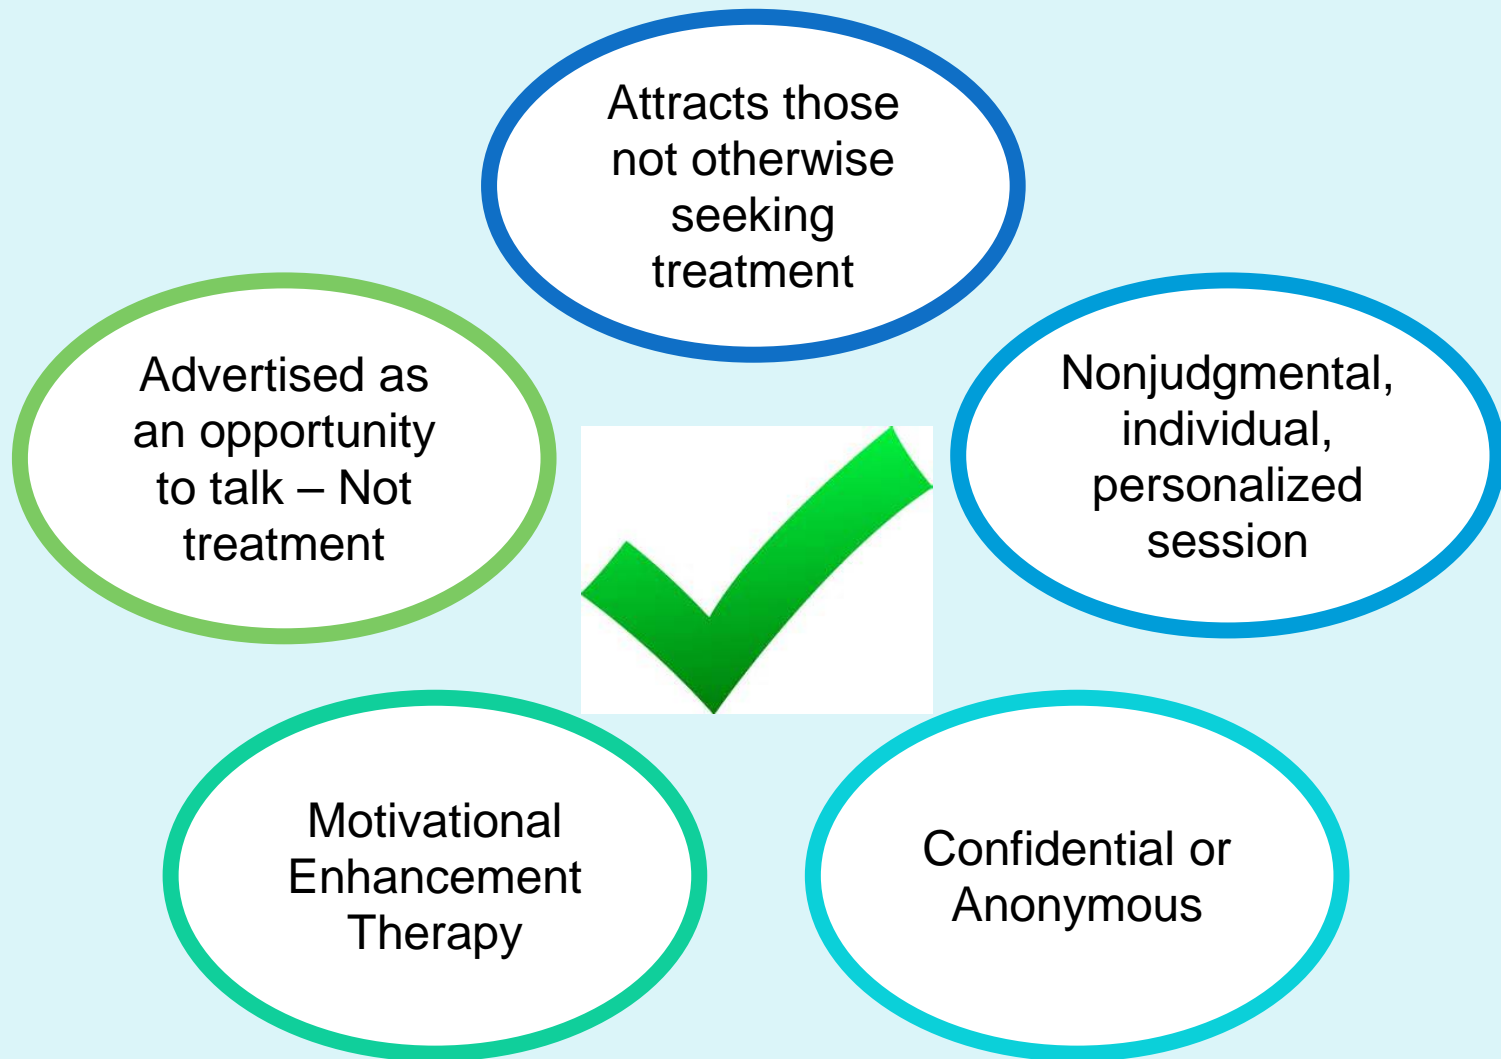 Attracts those
not otherwise
seeking
treatment
Nonjudgmental,
individual,
personalized
session
Confidential or
Anonymous
Motivational
Enhancement
Therapy
Advertised as
an opportunity
to talk – Not
treatment